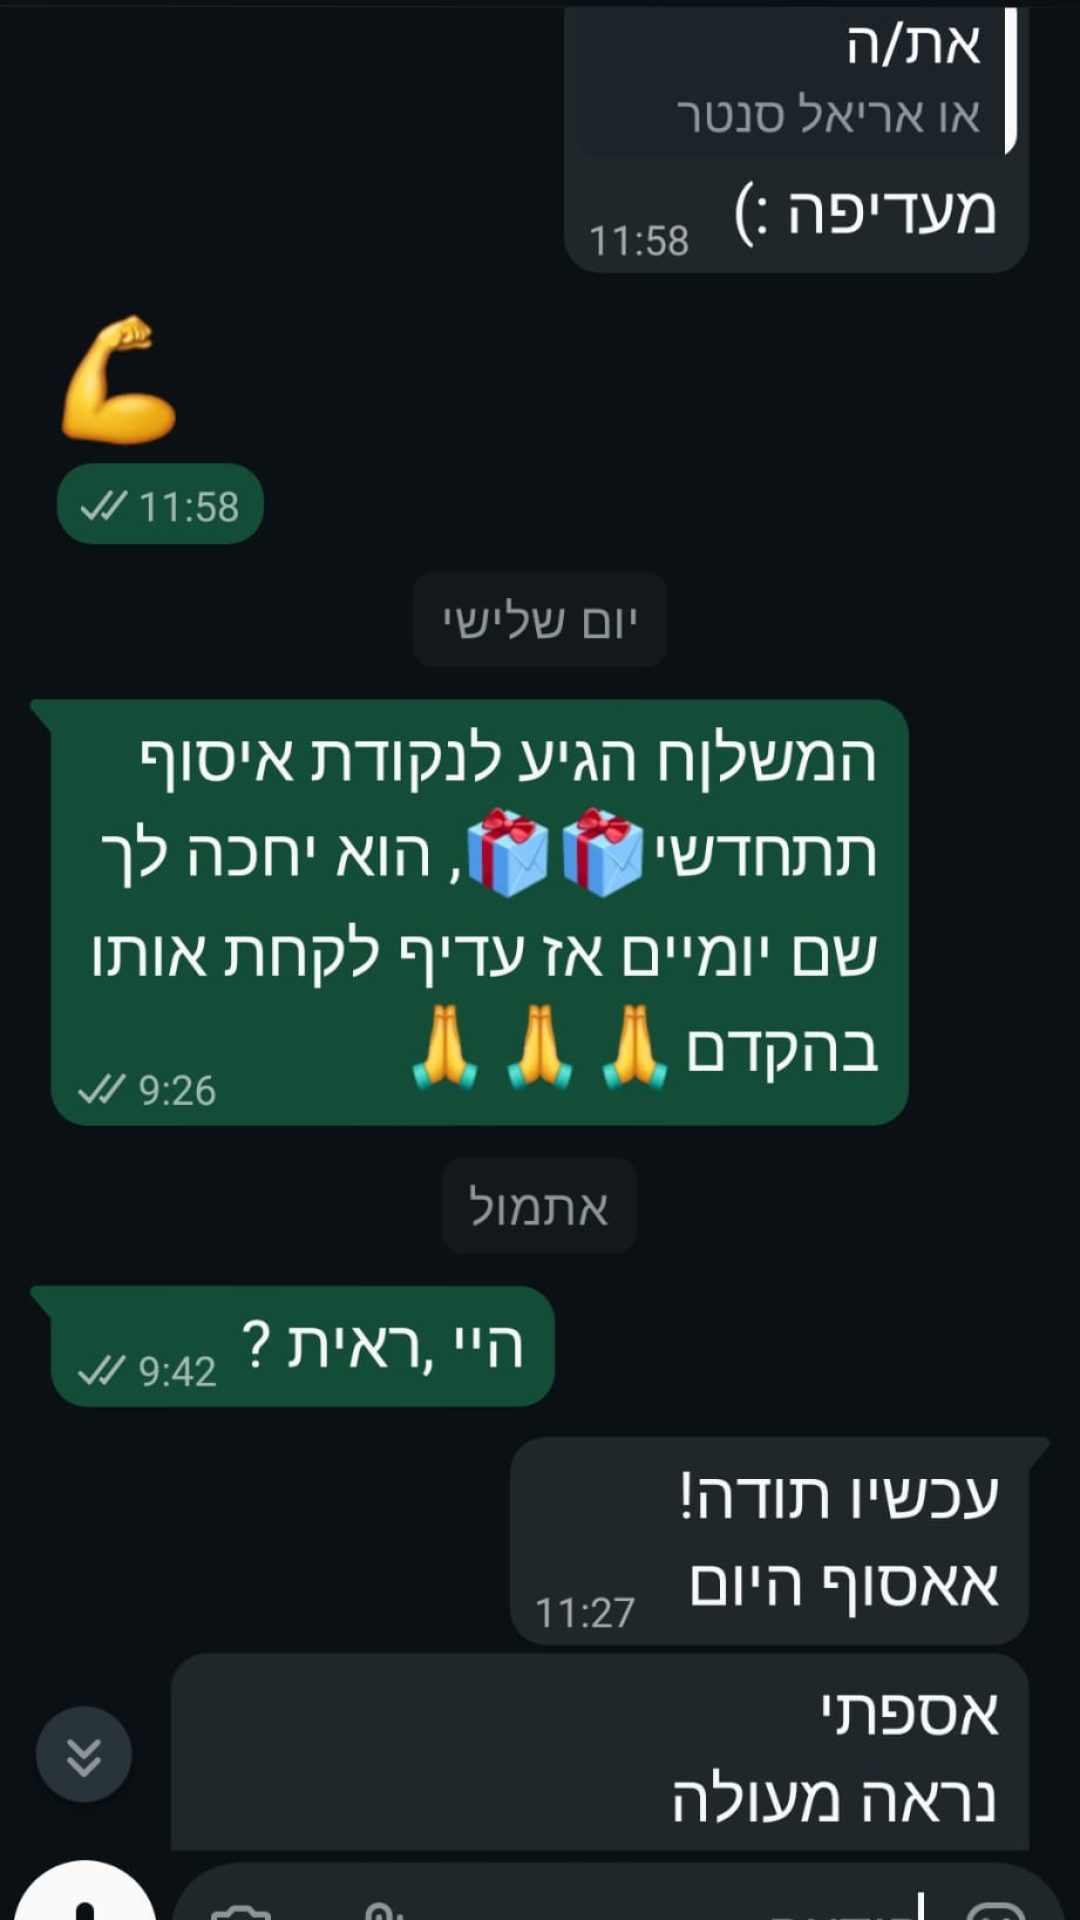 את/ה
או אריאל סנטר
מעדיפה :)
11:58
11:58
יום שלישי
המשלןח הגיע לנקודת איסוף
תתחדשי🎁🎁, הוא יחכה לך
שם יומיים אז עדיף לקחת אותו
בהקדם🙏🙏🙏
9:26
אתמול
היי ,ראית ?
9:42
עכשיו תודה!
אאסוף היום
11:27
אספתי
נראה מעולה